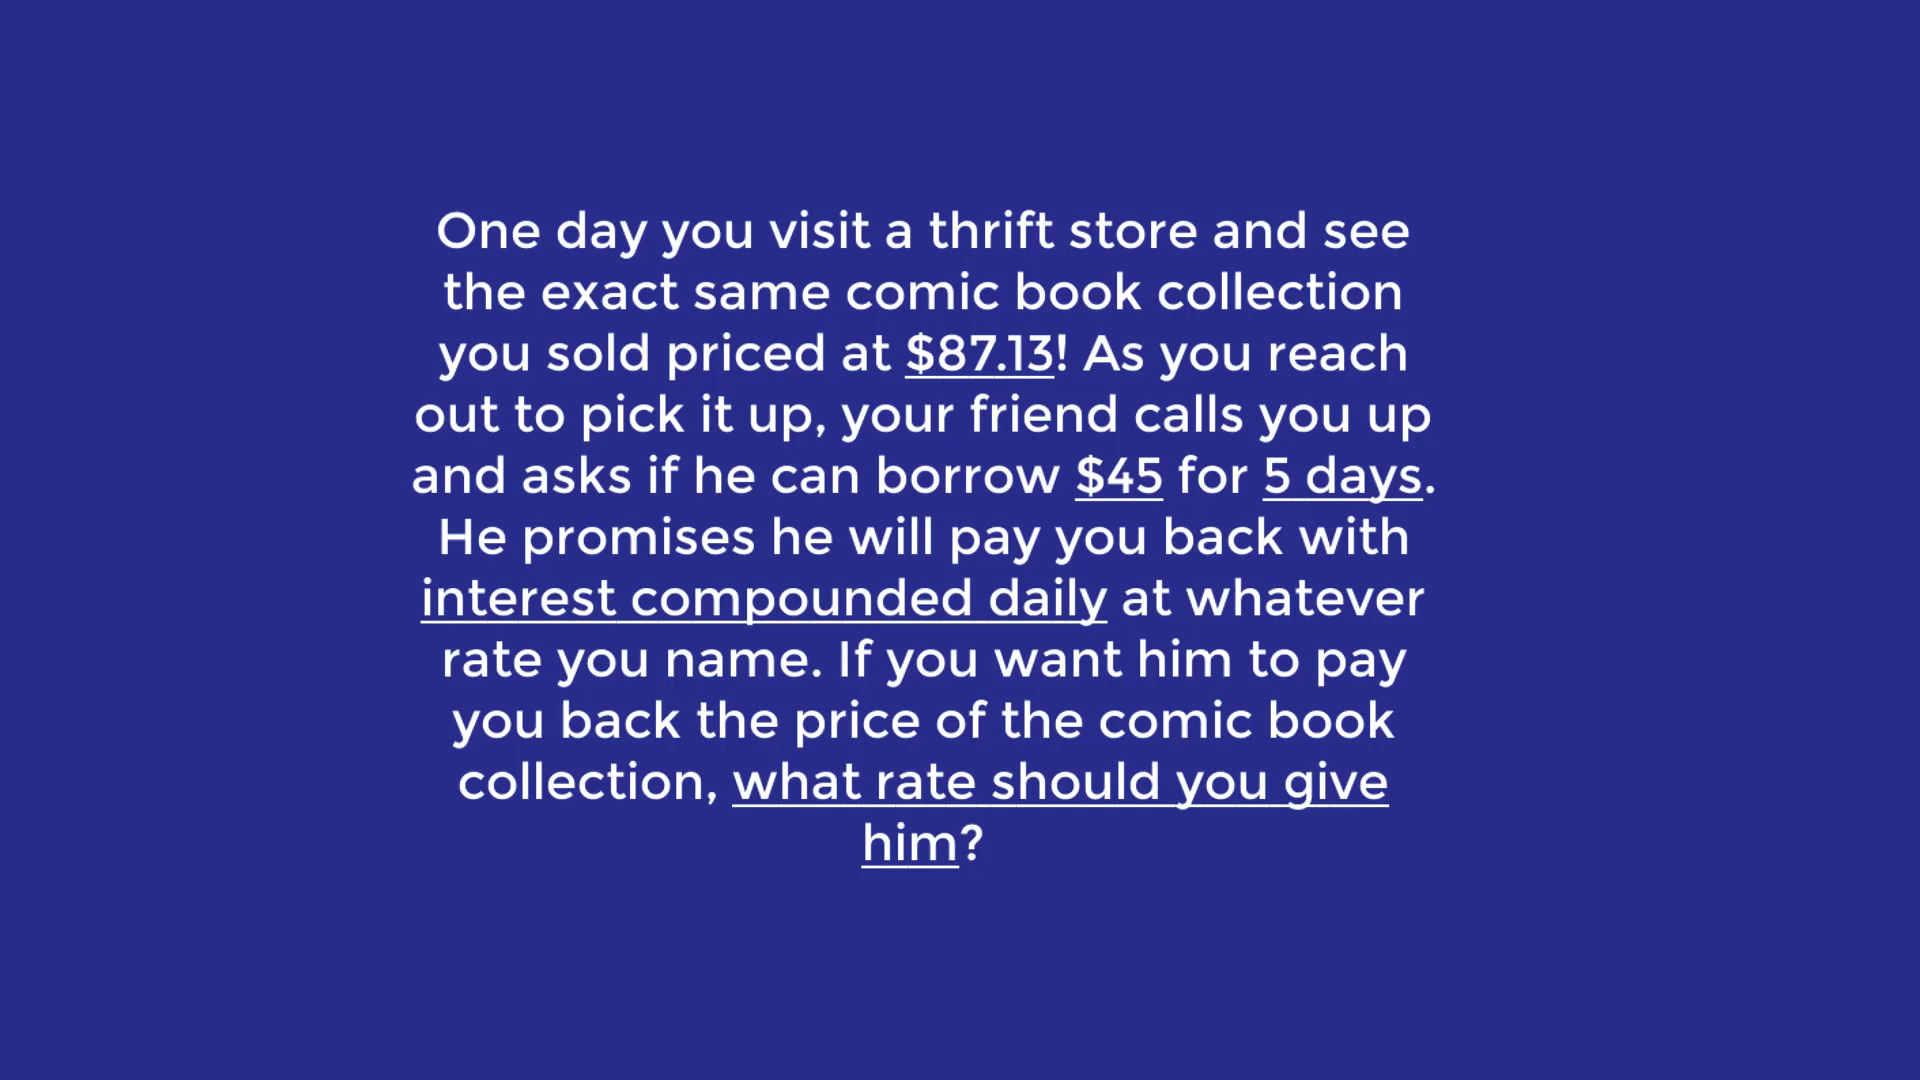 One day you visit a thrift store and see
the exact same comic book collection
you sold priced at $87.13! As you reach
out to pick it up, your friend calls you up
and asks if he can borrow $45 for 5 days.
He promises he will pay you back with
interest compounded daily at whatever
rate you name. If you want him to pay
you back the price of the comic book
collection, what rate should you give
him?